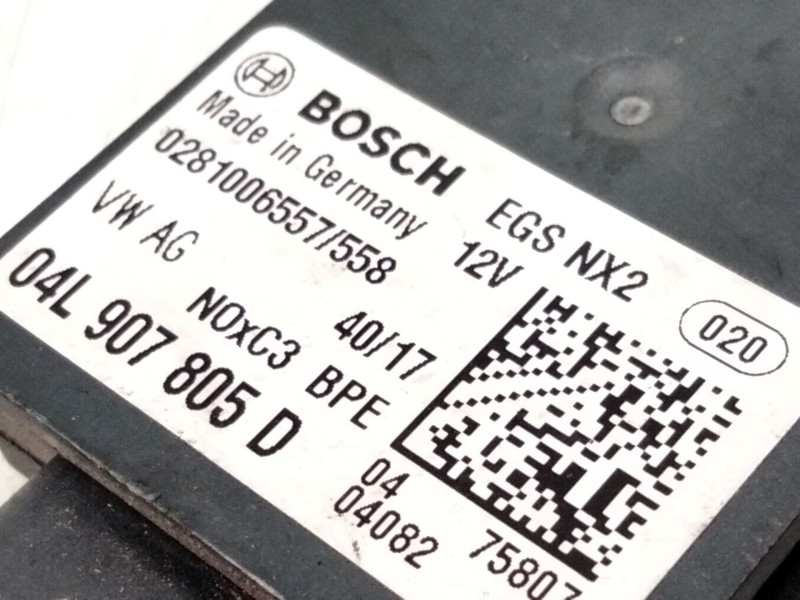 BOSCH EGS NX2
Made in Germany 12V 020
0281006557/558
VW AG 40/17
NOxC3 BPE
04L 907 805 D
04
04082 75807